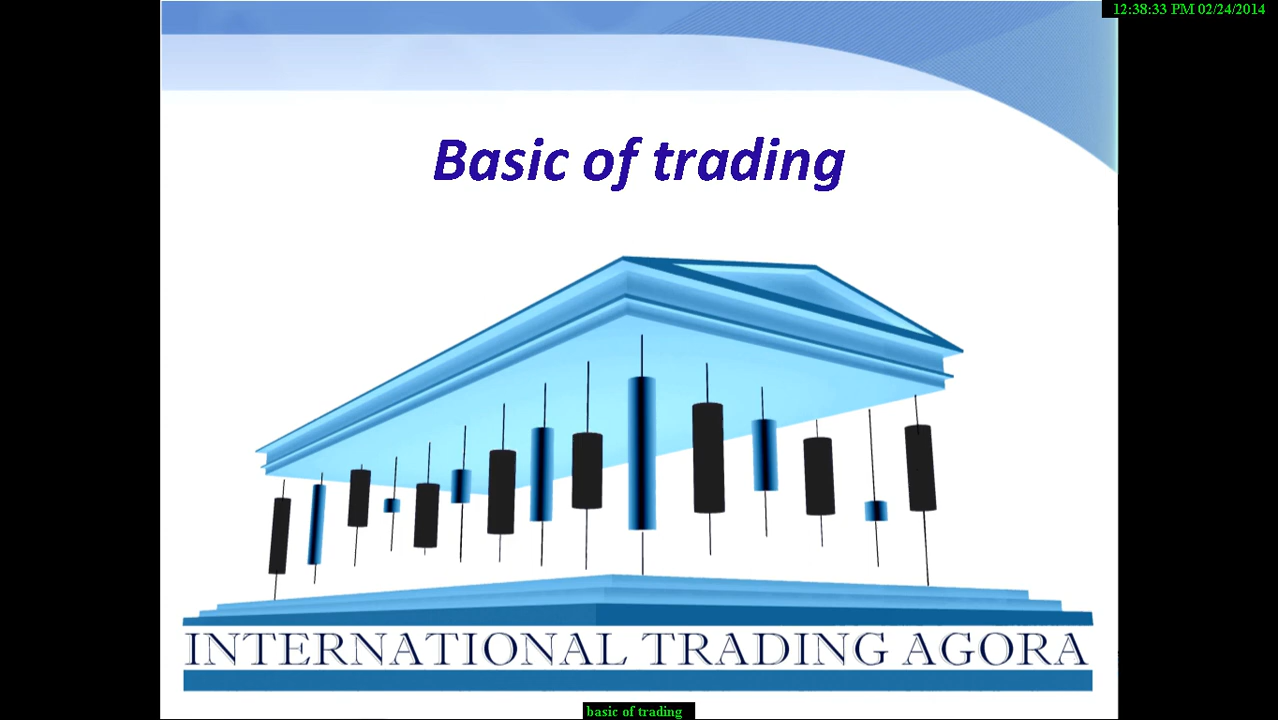 12:38:33 PM 02/24/2014
Basic of trading
INTERNATIONAL TRADING AGORA
basic of trading